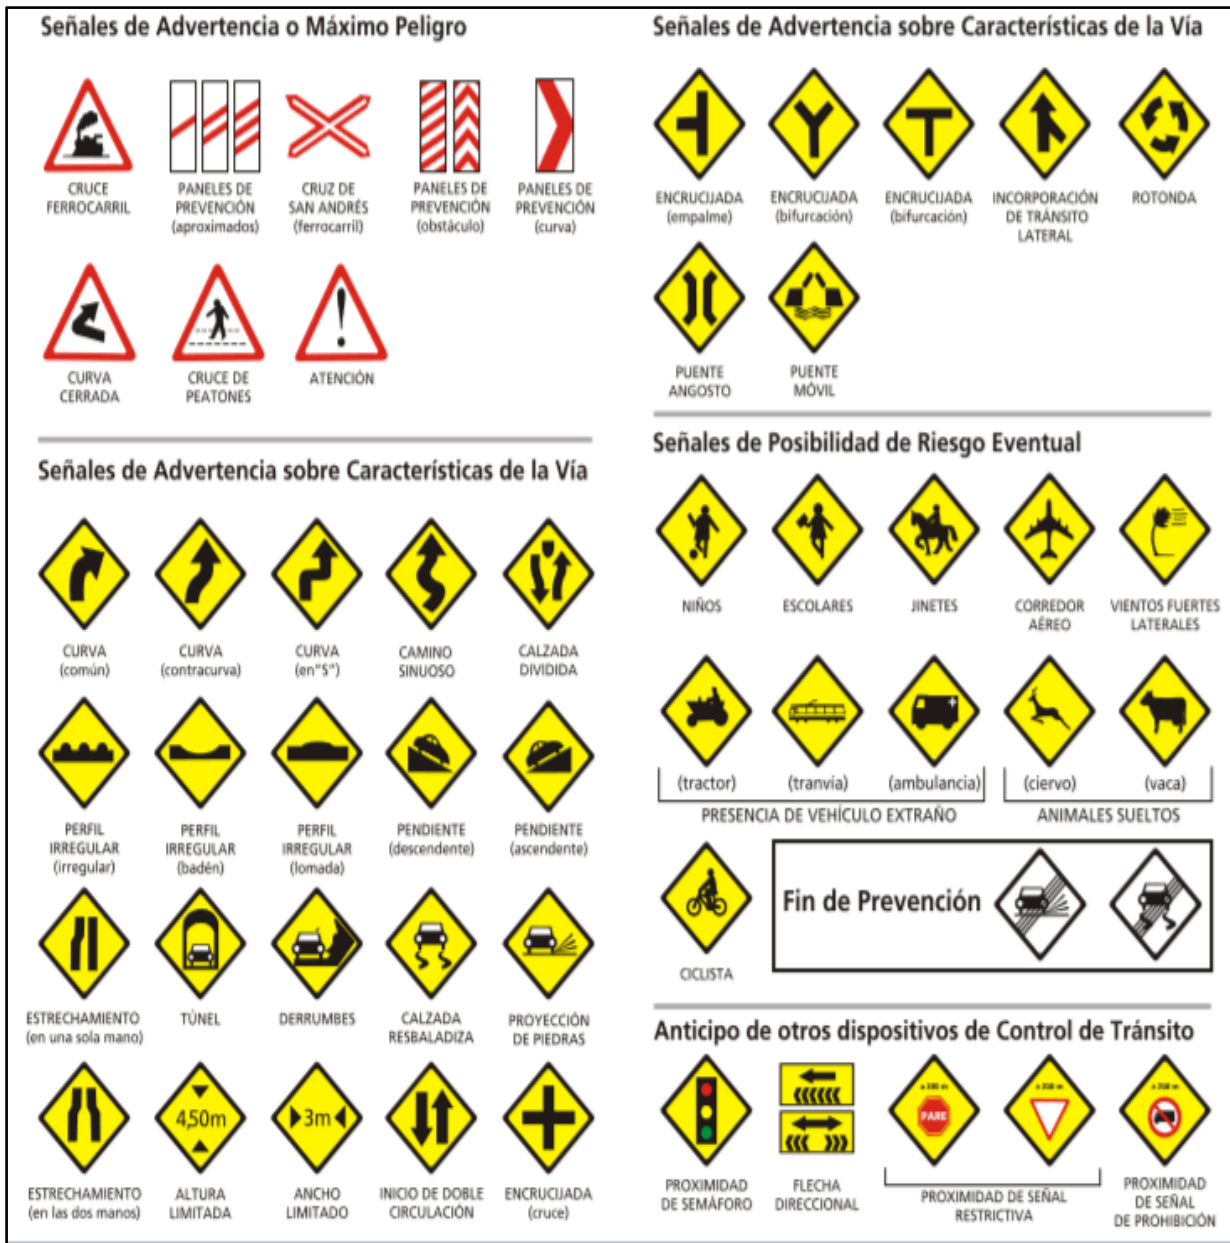 Señales de Advertencia o Máximo Peligro
CRUCE
FERROCARRIL
PANELES DE
PREVENCIÓN
(aproximados)
CRUZ DE
SAN ANDRÉS
(ferrocarril)
PANELES DE
PREVENCIÓN
(obstáculo)
PANELES DE
PREVENCIÓN
(curva)
CURVA
CERRADA
CRUCE DE
PEATONES
ATENCIÓN
Señales de Advertencia sobre Características de la Vía
CURVA
(común)
CURVA
(contracurva)
CURVA
(en"S")
CAMINO
SINUOSO
CALZADA
DIVIDIDA
PERFIL
IRREGULAR
(irregular)
PERFIL
IRREGULAR
(badén)
PERFIL
IRREGULAR
(lomada)
PENDIENTE
(descendente)
PENDIENTE
(ascendente)
ESTRECHAMIENTO
(en una sola mano)
TÚNEL
DERRUMBES
CALZADA
RESBALADIZA
PROYECCIÓN
DE PIEDRAS
4,50m
3m
ESTRECHAMIENTO
(en las dos manos)
ALTURA
LIMITADA
ANCHO
LIMITADO
INICIO DE DOBLE
CIRCULACIÓN
ENCRUCIJADA
(cruce)
Señales de Advertencia sobre Características de la Vía
ENCRUCIJADA
(empalme)
ENCRUCIJADA
(bifurcación)
ENCRUCIJADA
(bifurcación)
INCORPORACIÓN
DE TRÁNSITO
LATERAL
ROTONDA
PUENTE
ANGOSTO
PUENTE
MÓVIL
Señales de Posibilidad de Riesgo Eventual
NIÑOS
ESCOLARES
JINETES
CORREDOR
AÉREO
VIENTOS FUERTES
LATERALES
(tractor)
(tranvía)
(ambulancia)
PRESENCIA DE VEHÍCULO EXTRAÑO
(ciervo)
(vaca)
ANIMALES SUELTOS
CICLISTA
Fin de Prevención
Anticipo de otros dispositivos de Control de Tránsito
PARE
PROXIMIDAD
DE SEMÁFORO
FLECHA
DIRECCIONAL
PROXIMIDAD DE SEÑAL
RESTRICTIVA
PROXIMIDAD
DE SEÑAL
DE PROHIBICIÓN